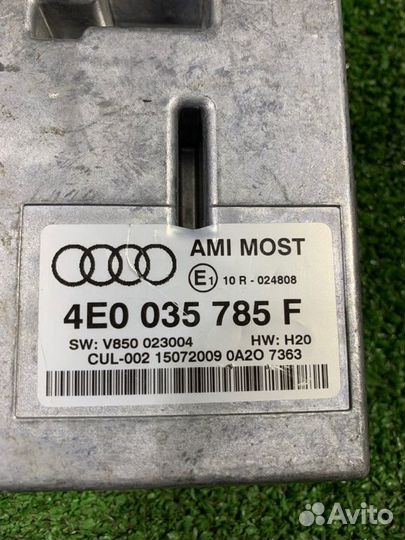 AMI MOST
E1 10 R - 024808
4E0 035 785 F
SW: V850 023004 HW: H20
CUL-002 15072009 0A2O 7363
Avito